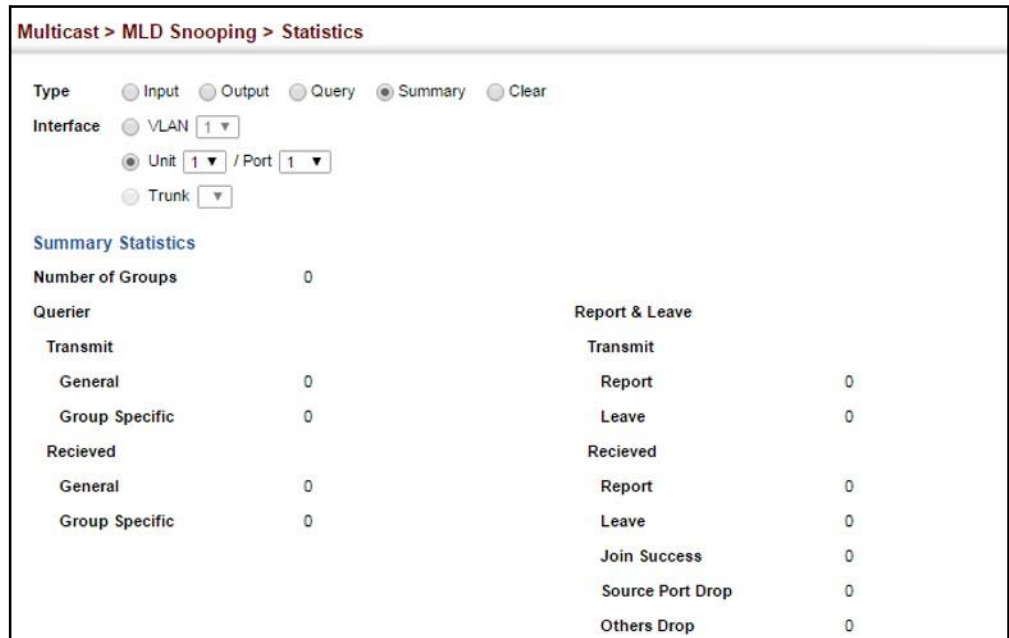 Multicast > MLD Snooping > Statistics
Type Input Output Query Summary Clear
Interface VLAN 1
Unit 1 / Port 1
Trunk
Summary Statistics
Number of Groups 0
Querier Report & Leave
Transmit Transmit
General 0 Report 0
Group Specific 0 Leave 0
Recieved Recieved
General 0 Report 0
Group Specific 0 Leave 0
Join Success 0
Source Port Drop 0
Others Drop 0